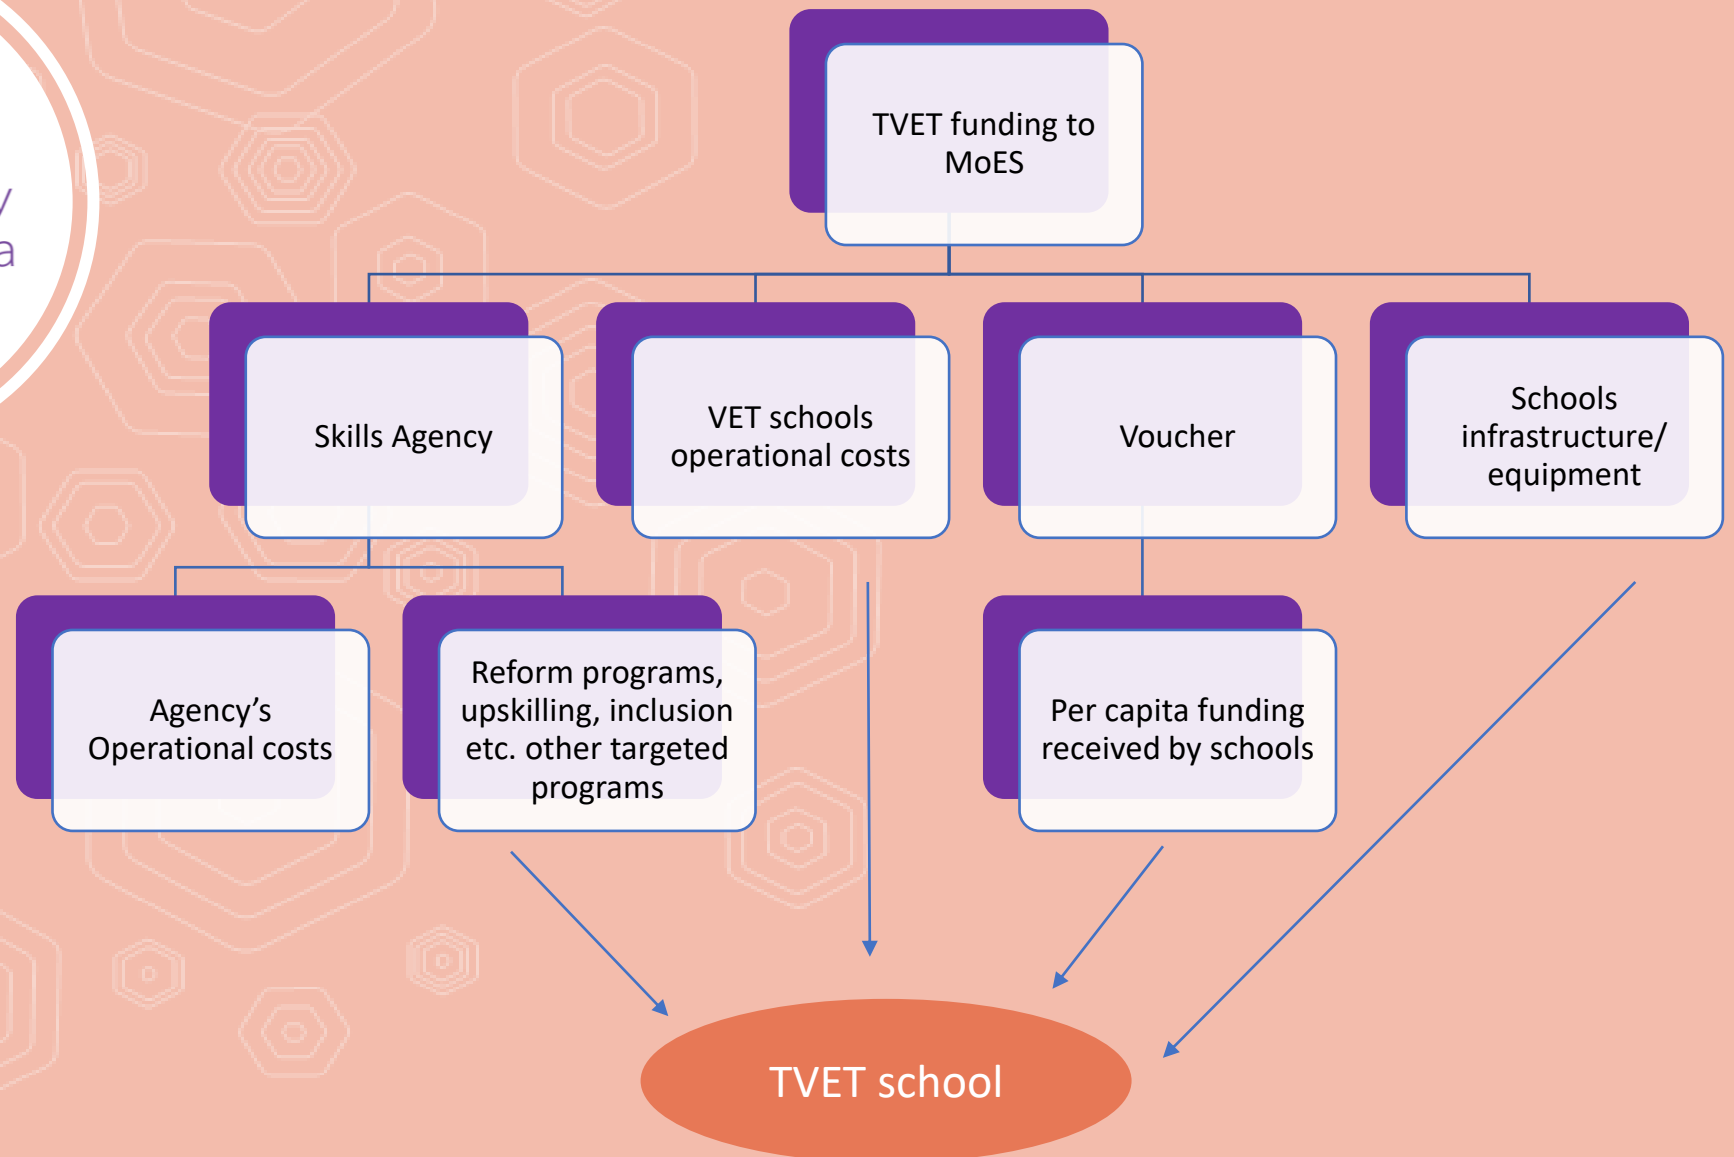 TVET funding to
MoES
y
a
Skills Agency
VET schools
operational costs
Voucher
Schools
infrastructure/
equipment
Agency’s
Operational costs
Reform programs,
upskilling, inclusion
etc. other targeted
programs
Per capita funding
received by schools
TVET school